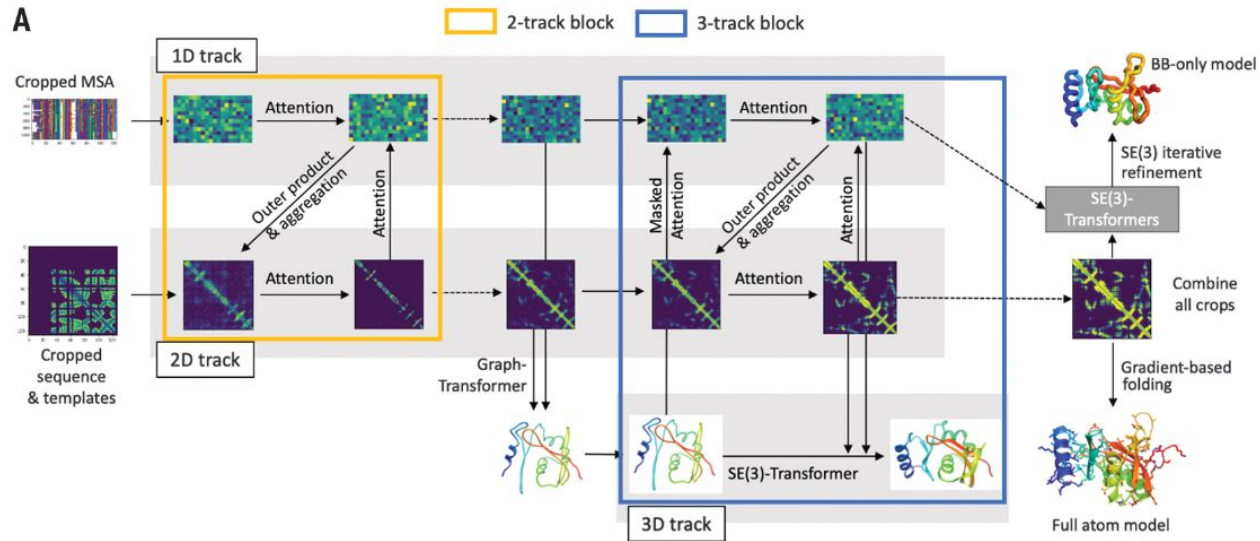 A
2-track block
3-track block
1D track
Cropped MSA
Attention
Attention
BB-only model
SE(3) iterative
refinement
Outer product
& aggregation
Attention
Masked
Attention
Outer product
& aggregation
Attention
SE(3)-
Transformers
Attention
Attention
Combine
all crops
Cropped
sequence
& templates
2D track
Graph-
Transformer
Gradient-based
folding
SE(3)-Transformer
3D track
Full atom model